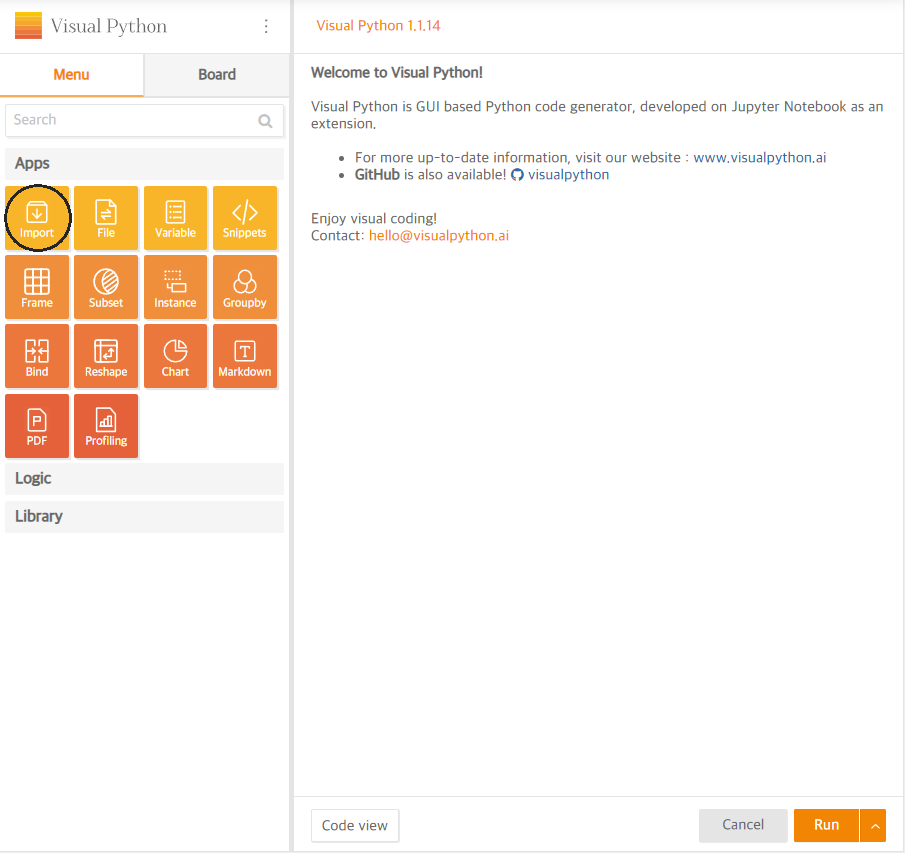 Visual Python
Visual Python 1.1.14
Menu
Board
Search
Apps
Import
File
Variable
Snippets
Frame
Subset
Instance
Groupby
Bind
Reshape
Chart
Markdown
PDF
Profiling
Logic
Library
Welcome to Visual Python!
Visual Python is GUI based Python code generator, developed on Jupyter Notebook as an
extension.
For more up-to-date information, visit our website : www.visualpython.ai
GitHub is also available! visualpython
Enjoy visual coding!
Contact: hello@visualpython.ai
Code view
Cancel
Run